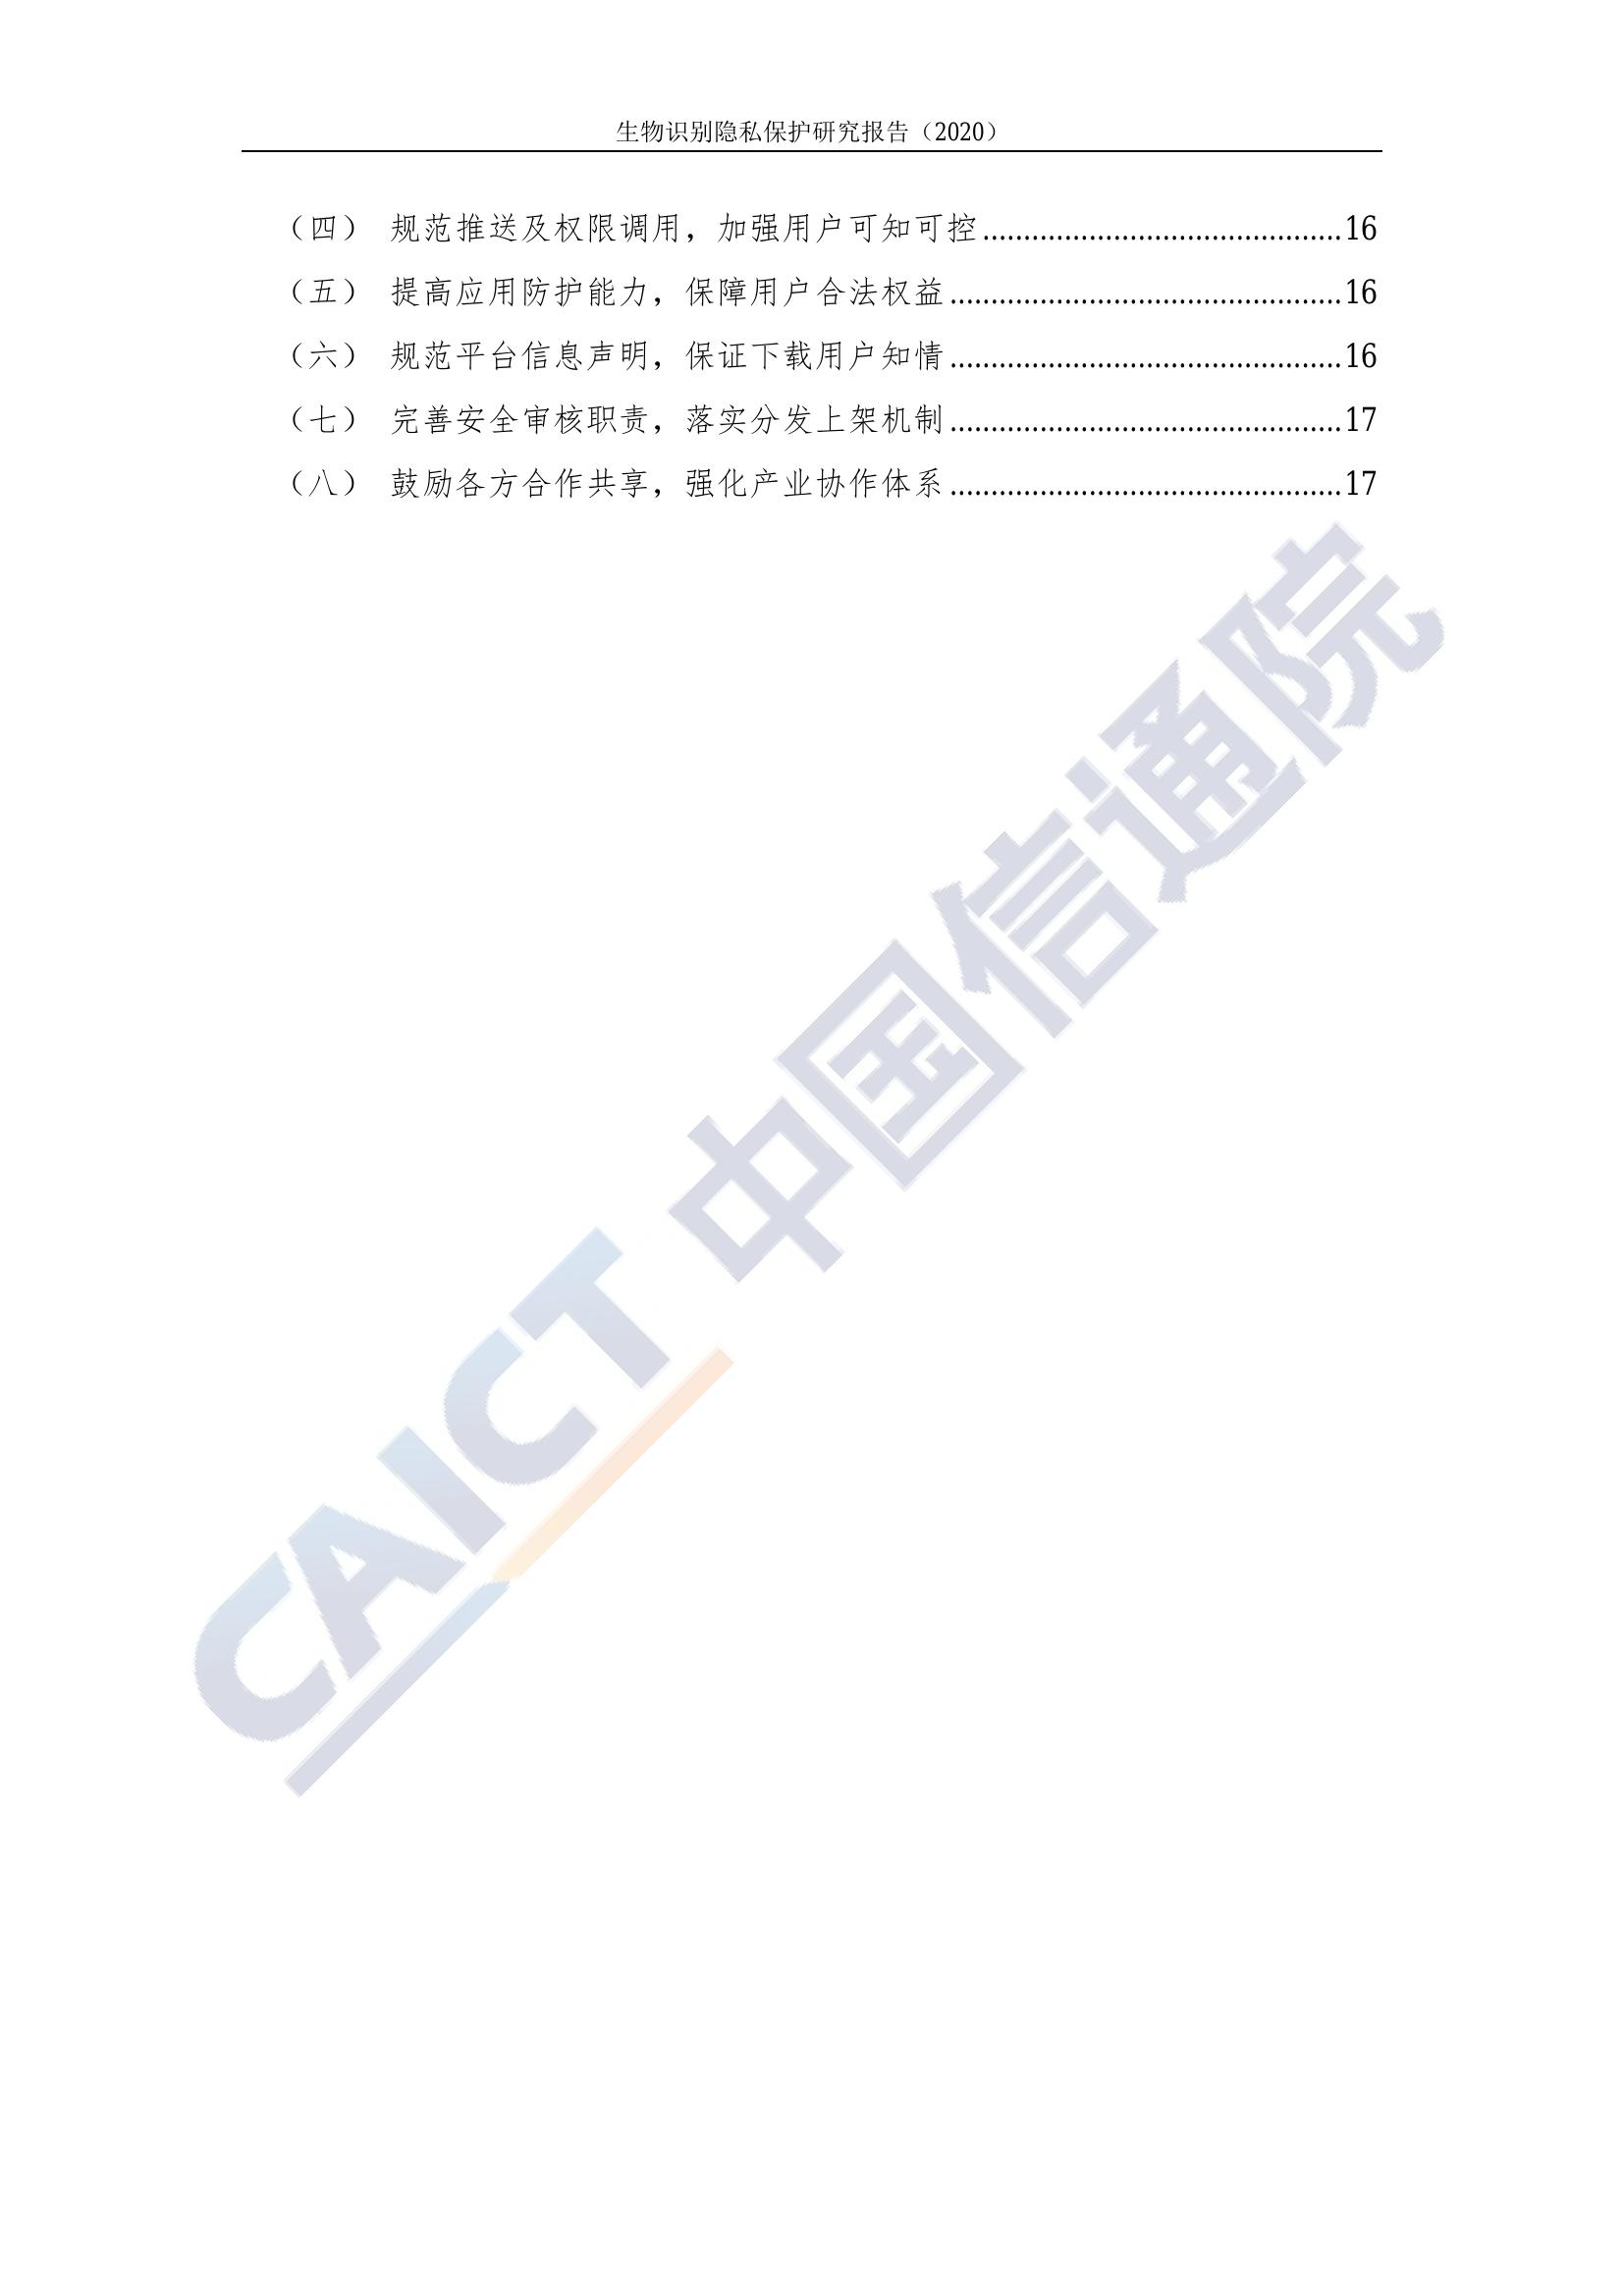 生物识别隐私保护研究报告（2020）
（四） 规范推送及权限调用，加强用户可知可控............................................16
（五） 提高应用防护能力，保障用户合法权益................................................16
（六） 规范平台信息声明，保证下载用户知情................................................16
（七） 完善安全审核职责，落实分发上架机制................................................17
（八） 鼓励各方合作共享，强化产业协作体系................................................17
CAICT 中国信通院